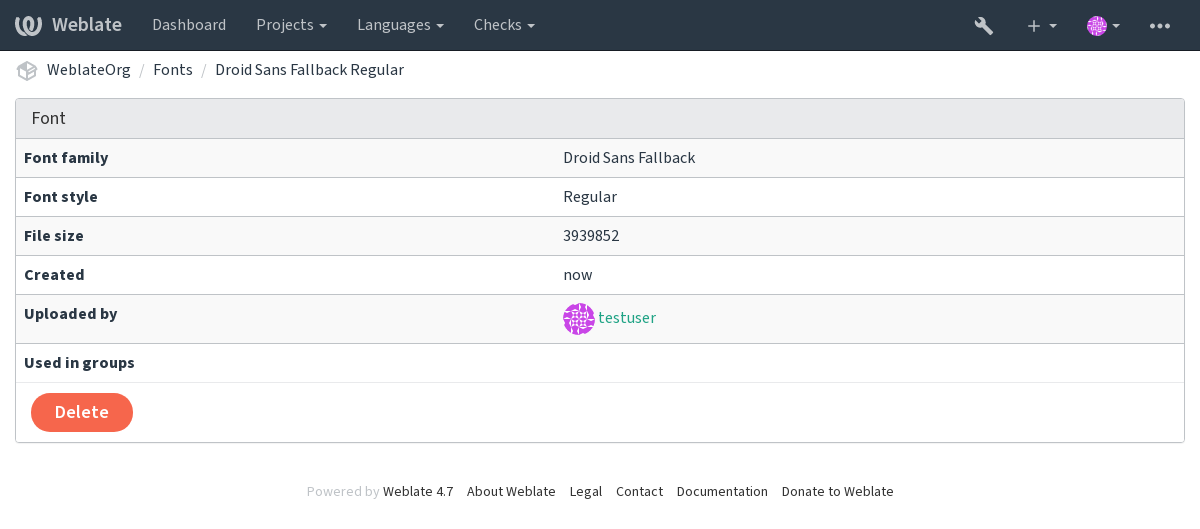 Weblate Dashboard Projects Languages Checks
WeblateOrg / Fonts / Droid Sans Fallback Regular
Font
Font family Droid Sans Fallback
Font style Regular
File size 3939852
Created now
Uploaded by testuser
Used in groups
Delete
Powered by Weblate 4.7 About Weblate Legal Contact Documentation Donate to Weblate